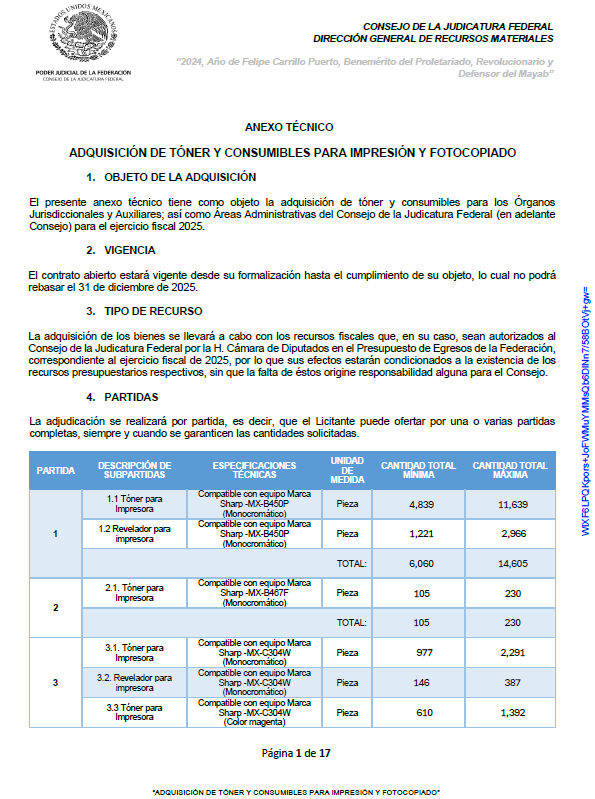 ESTADOS UNIDOS MEXICANOS
PODER JUDICIAL DE LA FEDERACIÓN
CONSEJO DE LA JUDICATURA FEDERAL
CONSEJO DE LA JUDICATURA FEDERAL
DIRECCIÓN GENERAL DE RECURSOS MATERIALES
"2024, Año de Felipe Carrillo Puerto, Benemérito del Proletariado, Revolucionario y
Defensor del Mayab"
ANEXO TÉCNICO
ADQUISICIÓN DE TÓNER Y CONSUMIBLES PARA IMPRESIÓN Y FOTOCOPIADO
1. OBJETO DE LA ADQUISICIÓN
El presente anexo técnico tiene como objeto la adquisición de tóner y consumibles para los Órganos
Jurisdiccionales y Auxiliares; así como Áreas Administrativas del Consejo de la Judicatura Federal (en adelante
Consejo) para el ejercicio fiscal 2025.
2. VIGENCIA
El contrato abierto estará vigente desde su formalización hasta el cumplimiento de su objeto, lo cual no podrá
rebasar el 31 de diciembre de 2025.
3. TIPO DE RECURSO
La adquisición de los bienes se llevará a cabo con los recursos fiscales que, en su caso, sean autorizados al
Consejo de la Judicatura Federal por la H. Cámara de Diputados en el Presupuesto de Egresos de la Federación,
correspondiente al ejercicio fiscal de 2025, por lo que sus efectos estarán condicionados a la existencia de los
recursos presupuestarios respectivos, sin que la falta de éstos origine responsabilidad alguna para el Consejo.
4. PARTIDAS
La adjudicación se realizará por partida, es decir, que el Licitante puede ofertar por una o varias partidas
completas, siempre y cuando se garanticen las cantidades solicitadas.
PARTIDA DESCRIPCIÓN DE SUBPARTIDAS ESPECIFICACIONES TÉCNICAS UNIDAD DE MEDIDA CANTIDAD TOTAL MÍNIMA CANTIDAD TOTAL MÁXIMA
1
1.1 Tóner para Impresora Compatible con equipo Marca Sharp -MX-B450P (Monocromático) Pieza 4,839 11,639
1.2 Revelador para impresora Compatible con equipo Marca Sharp -MX-B450P (Monocromático) Pieza 1,221 2,966
TOTAL: 6,060 14,605
2
2.1. Tóner para Impresora Compatible con equipo Marca Sharp -MX-B467F (Monocromático) Pieza 105 230
TOTAL: 105 230
3
3.1. Tóner para Impresora Compatible con equipo Marca Sharp -MX-C304W (Monocromático) Pieza 977 2,291
3.2. Revelador para impresora Compatible con equipo Marca Sharp -MX-C304W (Monocromático) Pieza 146 387
3.3 Tóner para Impresora Compatible con equipo Marca Sharp -MX-C304W (Color magenta) Pieza 610 1,392
Página 1 de 17
"ADQUISICIÓN DE TÓNER Y CONSUMIBLES PARA IMPRESIÓN Y FOTOCOPIADO"